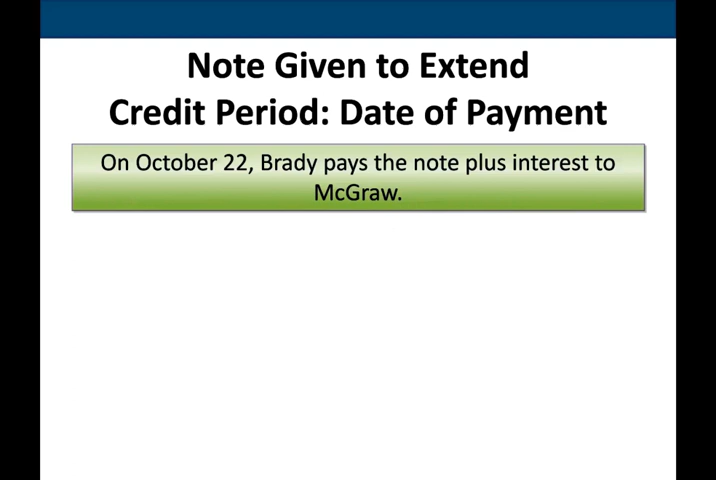 Note Given to Extend
Credit Period: Date of Payment
On October 22, Brady pays the note plus interest to
McGraw.